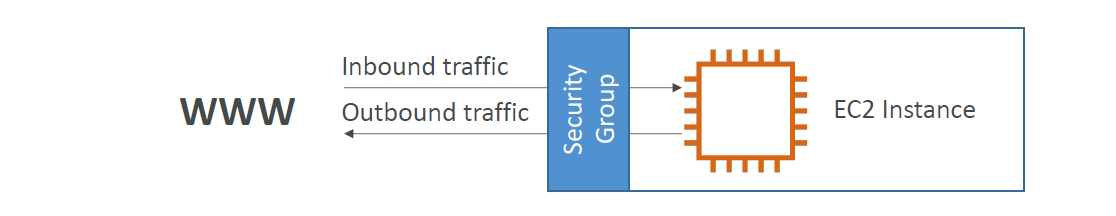 Inbound traffic
WWW
Outbound traffic
Security
Group
EC2 Instance